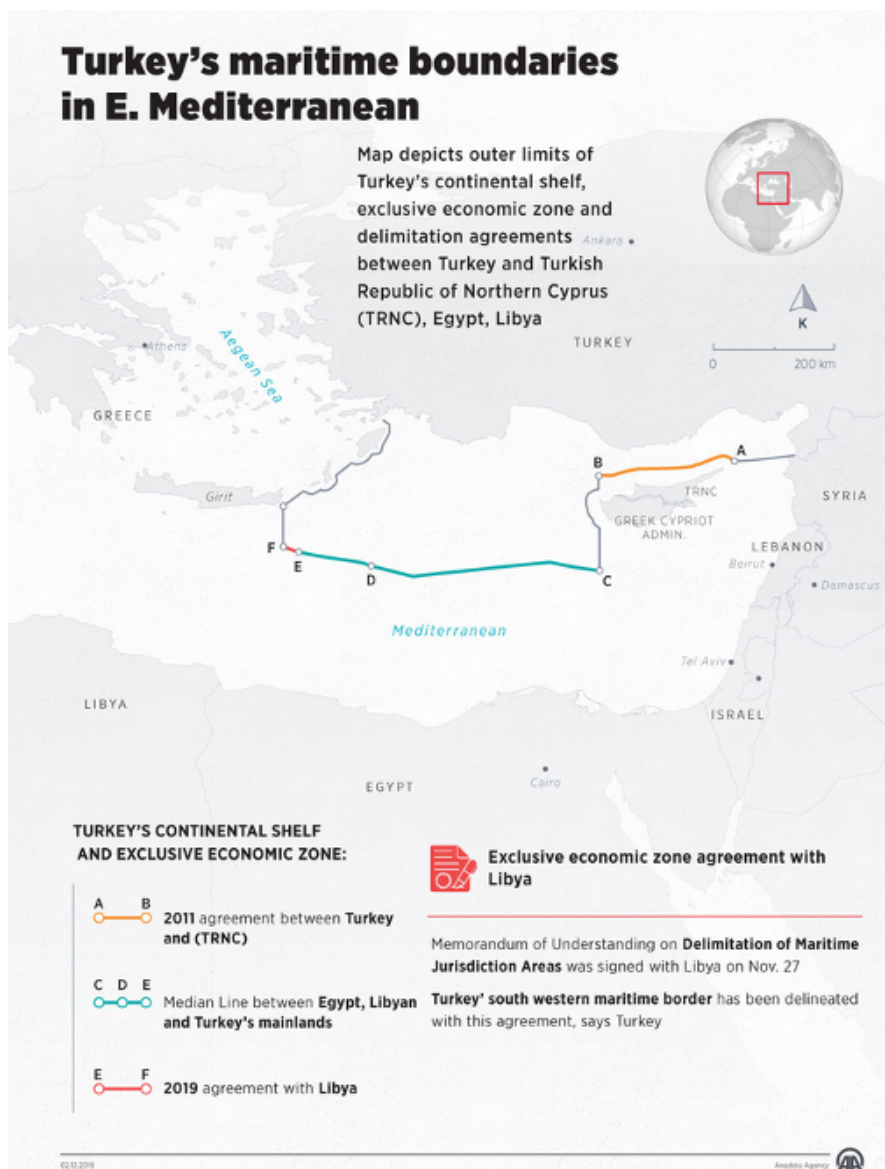 Turkey's maritime boundaries
in E. Mediterranean
Map depicts outer limits of
Turkey's continental shelf,
exclusive economic zone and
delimitation agreements
between Turkey and Turkish
Republic of Northern Cyprus
(TRNC), Egypt, Libya
Ankara
K
TURKEY
0 200 km
Athens
Aegean Sea
GREECE
A
B
Girit
TRNC
SYRIA
GREEK CYPRIOT
ADMIN.
F
E
LEBANON
Beirut
D
C
Damascus
Mediterranean
Tel Aviv
LIBYA
ISRAEL
EGYPT
Cairo
TURKEY'S CONTINENTAL SHELF
AND EXCLUSIVE ECONOMIC ZONE:
A B
2011 agreement between Turkey
and (TRNC)
C D E
Median Line between Egypt, Libyan
and Turkey's mainlands
E F
2019 agreement with Libya
Exclusive economic zone agreement with
Libya
Memorandum of Understanding on Delimitation of Maritime
Jurisdiction Areas was signed with Libya on Nov. 27
Turkey' south western maritime border has been delineated
with this agreement, says Turkey
02.12.2019
Anadolu Agency
AA